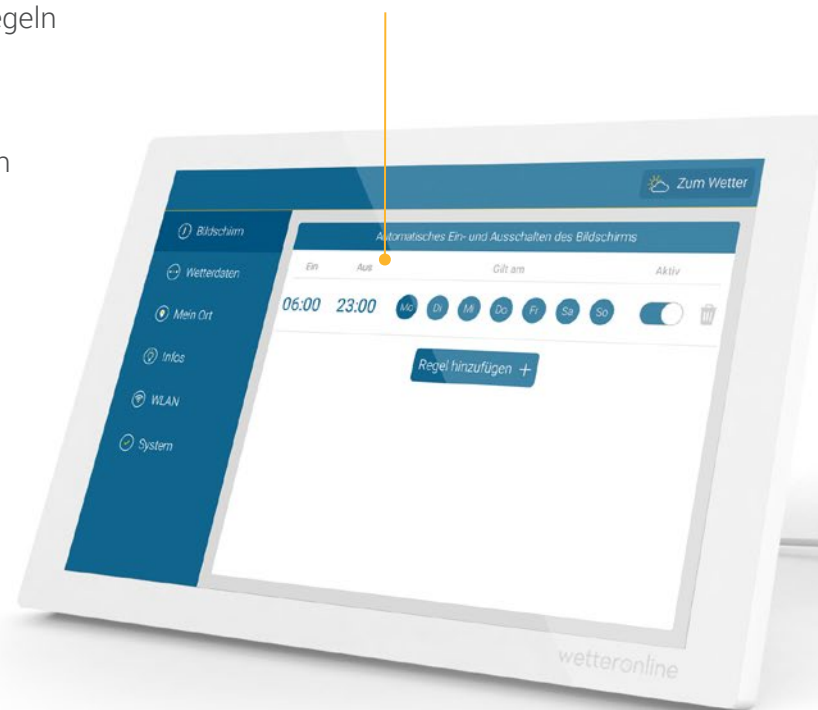 egeln
n
Zum Wetter
Bildschirm
Automatisches Ein- und Ausschalten des Bildschirms
Wetterdaten
Ein Aus Gilt am Aktiv
Mein Ort
06:00 23:00 Mo Di Mi Do Fr Sa So
Infos
Regel hinzufügen +
WLAN
System
wetteronline